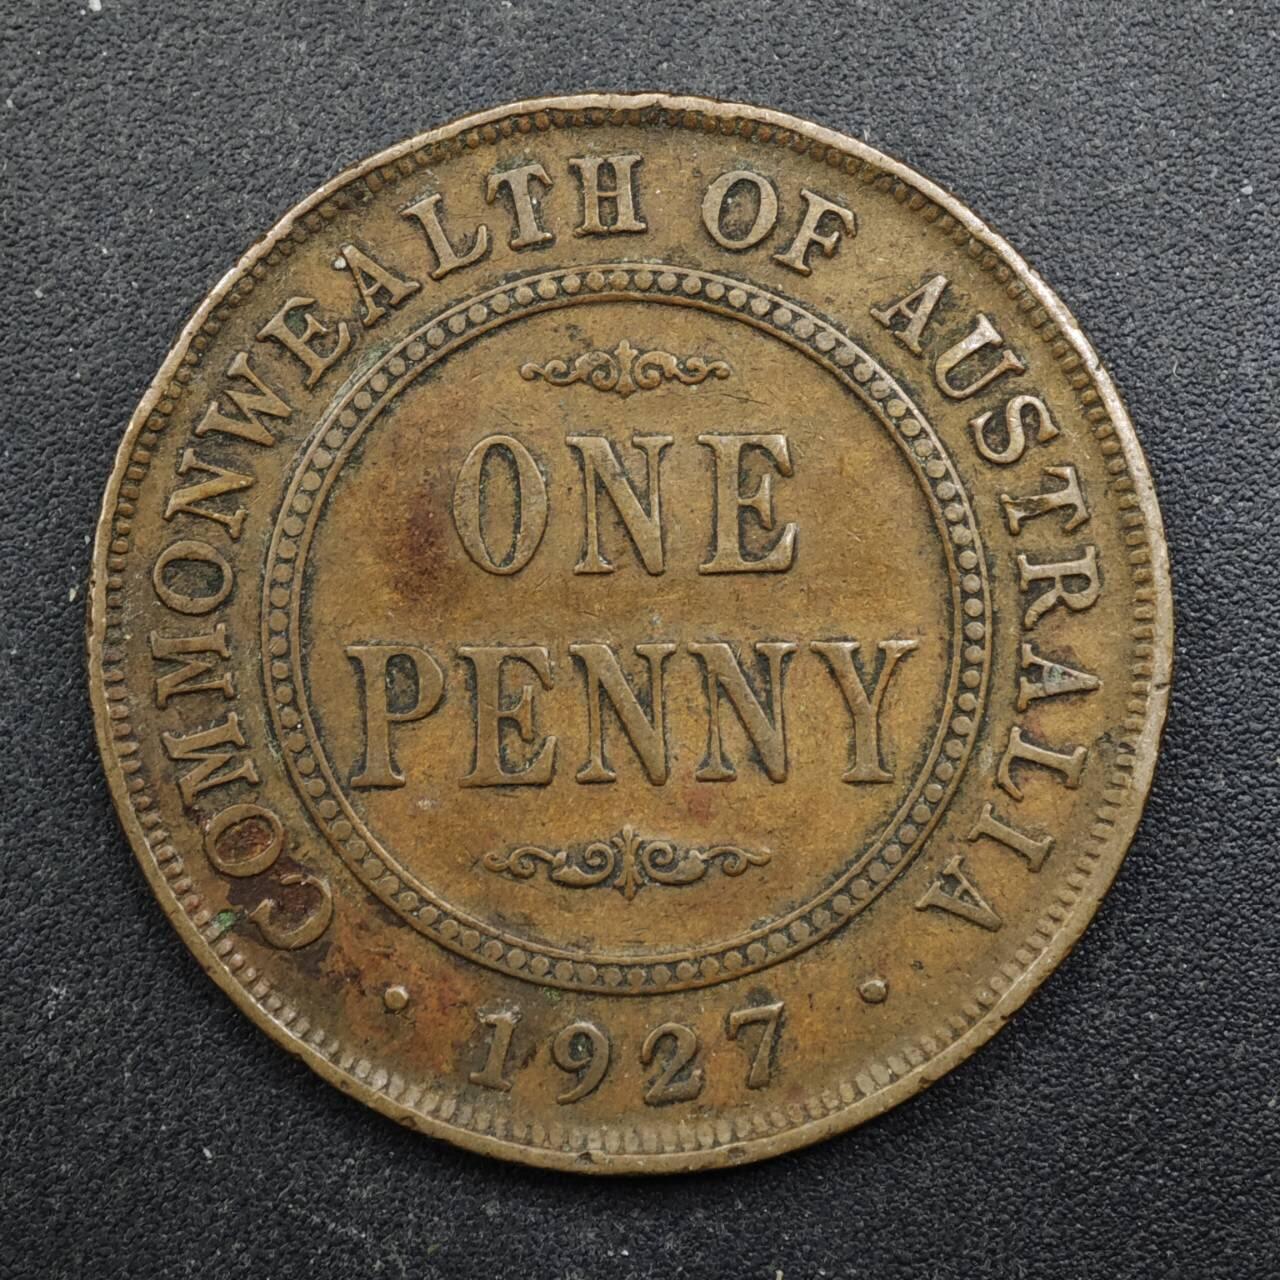 COMMONWEALTH OF AUSTRALIA
ONE
PENNY
· 1927 ·